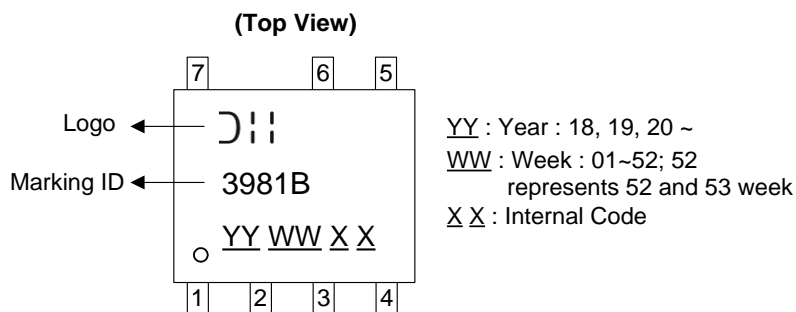 (Top View)
7 6 5
Logo
Marking ID
3981B
YY WW X X
1 2 3 4
YY : Year : 18, 19, 20 ~
WW : Week : 01~52; 52
represents 52 and 53 week
X X : Internal Code